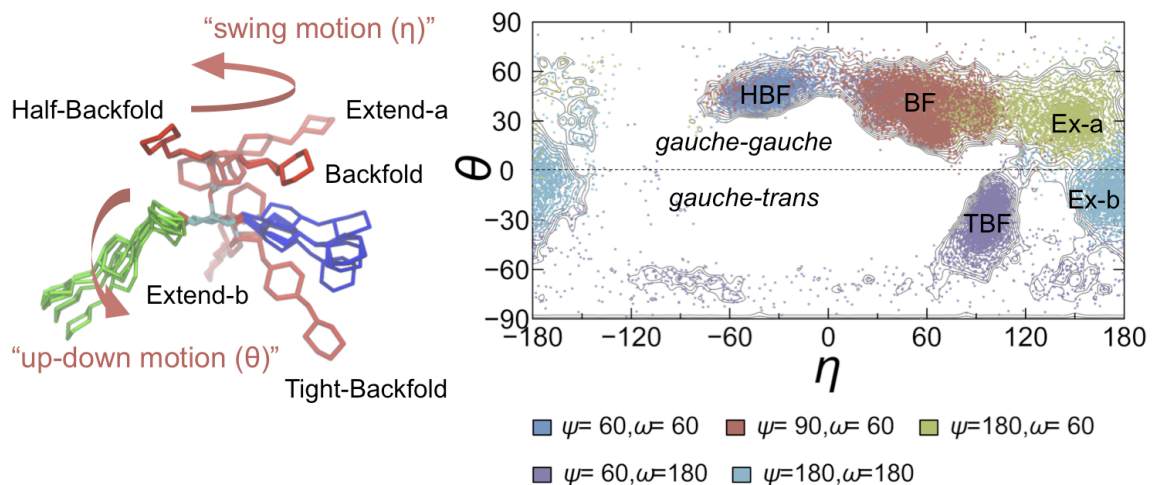 “swing motion (η)”
Half-Backfold
Extend-a
Backfold
Extend-b
“up-down motion (θ)”
Tight-Backfold
90
60
30
0
−30
−60
−90
θ
HBF
BF
Ex-a
gauche-gauche
gauche-trans
TBF
Ex-b
−180
−120
−60
0
60
120
180
η
ψ= 60,ω= 60
ψ= 90,ω= 60
ψ=180,ω= 60
ψ= 60,ω=180
ψ=180,ω=180